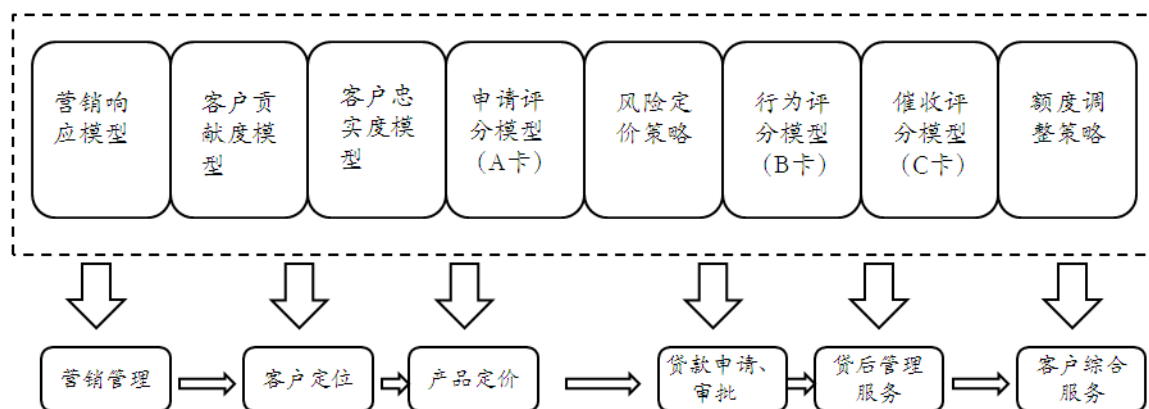 营销响
应模型
客户贡
献度模
型
客户忠
实度模
型
申请评
分模型
（A卡）
风险定
价策略
行为评
分模型
（B卡）
催收评
分模型
（C卡）
额度调
整策略
营销管理
客户定位
产品定价
贷款申请、
审批
贷后管理
服务
客户综合
服务